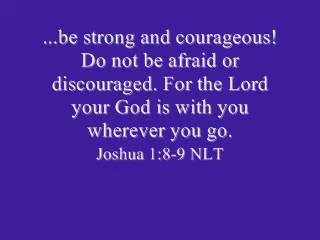 ...be strong and courageous!
Do not be afraid or
discouraged. For the Lord
your God is with you
wherever you go.
Joshua 1:8-9 NLT